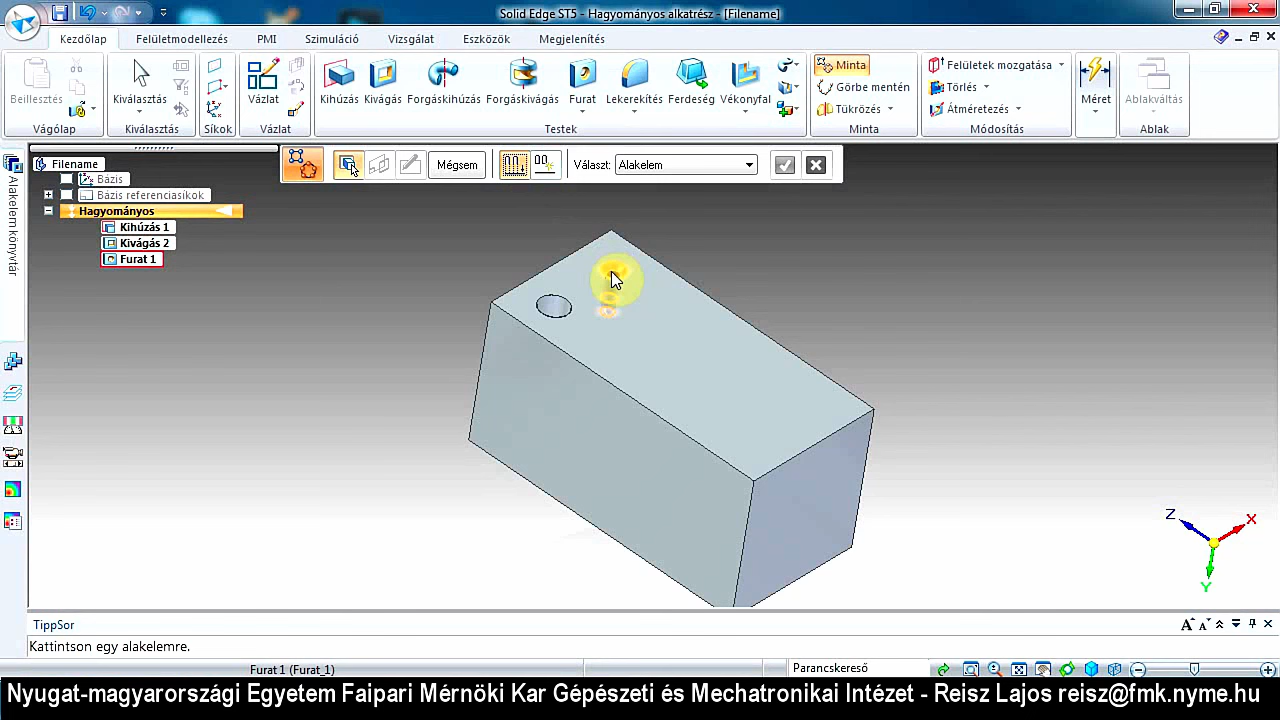 Solid Edge ST5 - Hagyományos alkatrész - [Filename]
Kezdőlap
Felületmodellezés
PMI
Szimuláció
Vizsgálat
Eszközök
Megjelenítés
Beillesztés
Kiválasztás
Vázlat
Kihúzás
Kivágás
Forgáskihúzás
Forgáskivágás
Furat
Lekerekítés
Ferdeség
Vékonyfal
Minta
Görbe mentén
Tükrözés
Felületek mozgatása
Törlés
Átméretezés
Méret
Ablakváltás
Vágólap
Kiválasztás
Síkok
Vázlat
Testek
Minta
Módosítás
Ablak
Mégsem
Választ:
Alakelem
Alakelem könyvtár
Filename
Bázis
Bázis referenciasíkok
Hagyományos
Kihúzás 1
Kivágás 2
Furat 1
Z
X
Y
TippSor
Kattintson egy alakelemre.
Furat 1 (Furat_1)
Parancskereső
Nyugat-magyarországi Egyetem Faipari Mérnöki Kar Gépészeti és Mechatronikai Intézet - Reisz Lajos reisz@fmk.nyme.hu